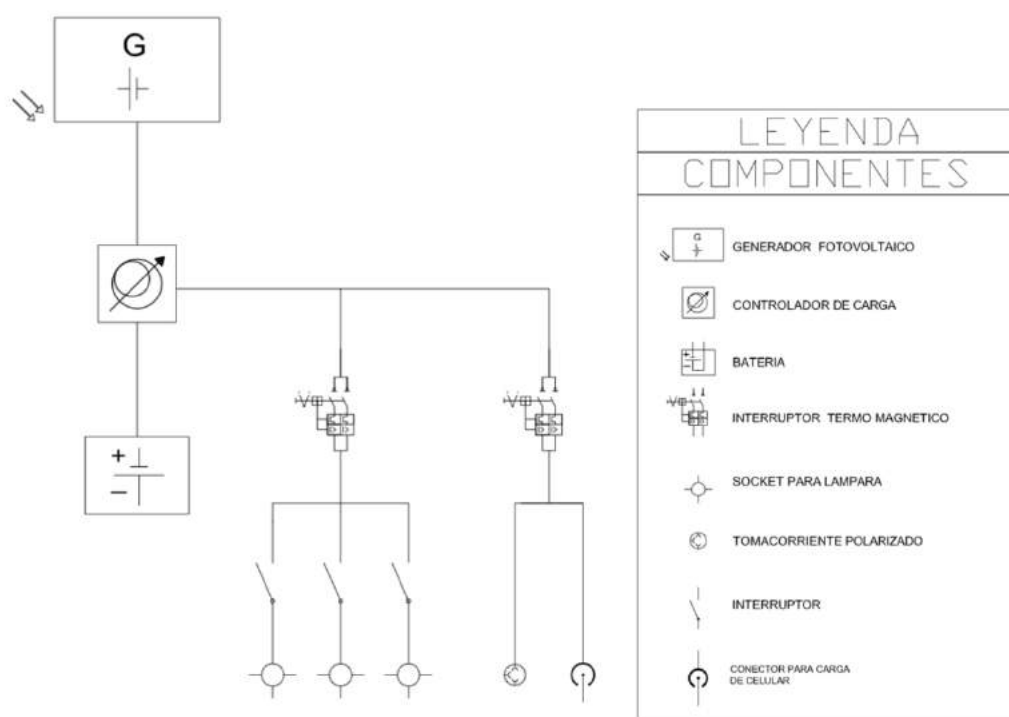 G
+
−
LEYENDA
COMPONENTES
G
GENERADOR FOTOVOLTAICO
CONTROLADOR DE CARGA
+
−
BATERIA
INTERRUPTOR TERMO MAGNETICO
SOCKET PARA LAMPARA
TOMACORRIENTE POLARIZADO
INTERRUPTOR
CONECTOR PARA CARGA
DE CELULAR